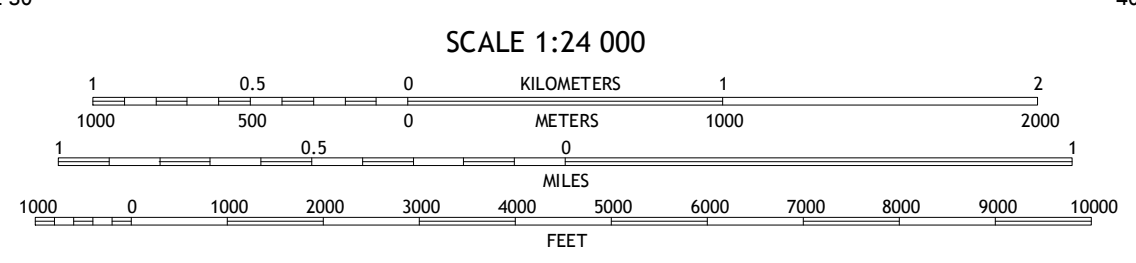 SCALE 1:24 000
1 0.5 0 KILOMETERS 1 2
1000 500 0 METERS 1000 2000
1 0.5 0 1
MILES
1000 0 1000 2000 3000 4000 5000 6000 7000 8000 9000 10000
FEET